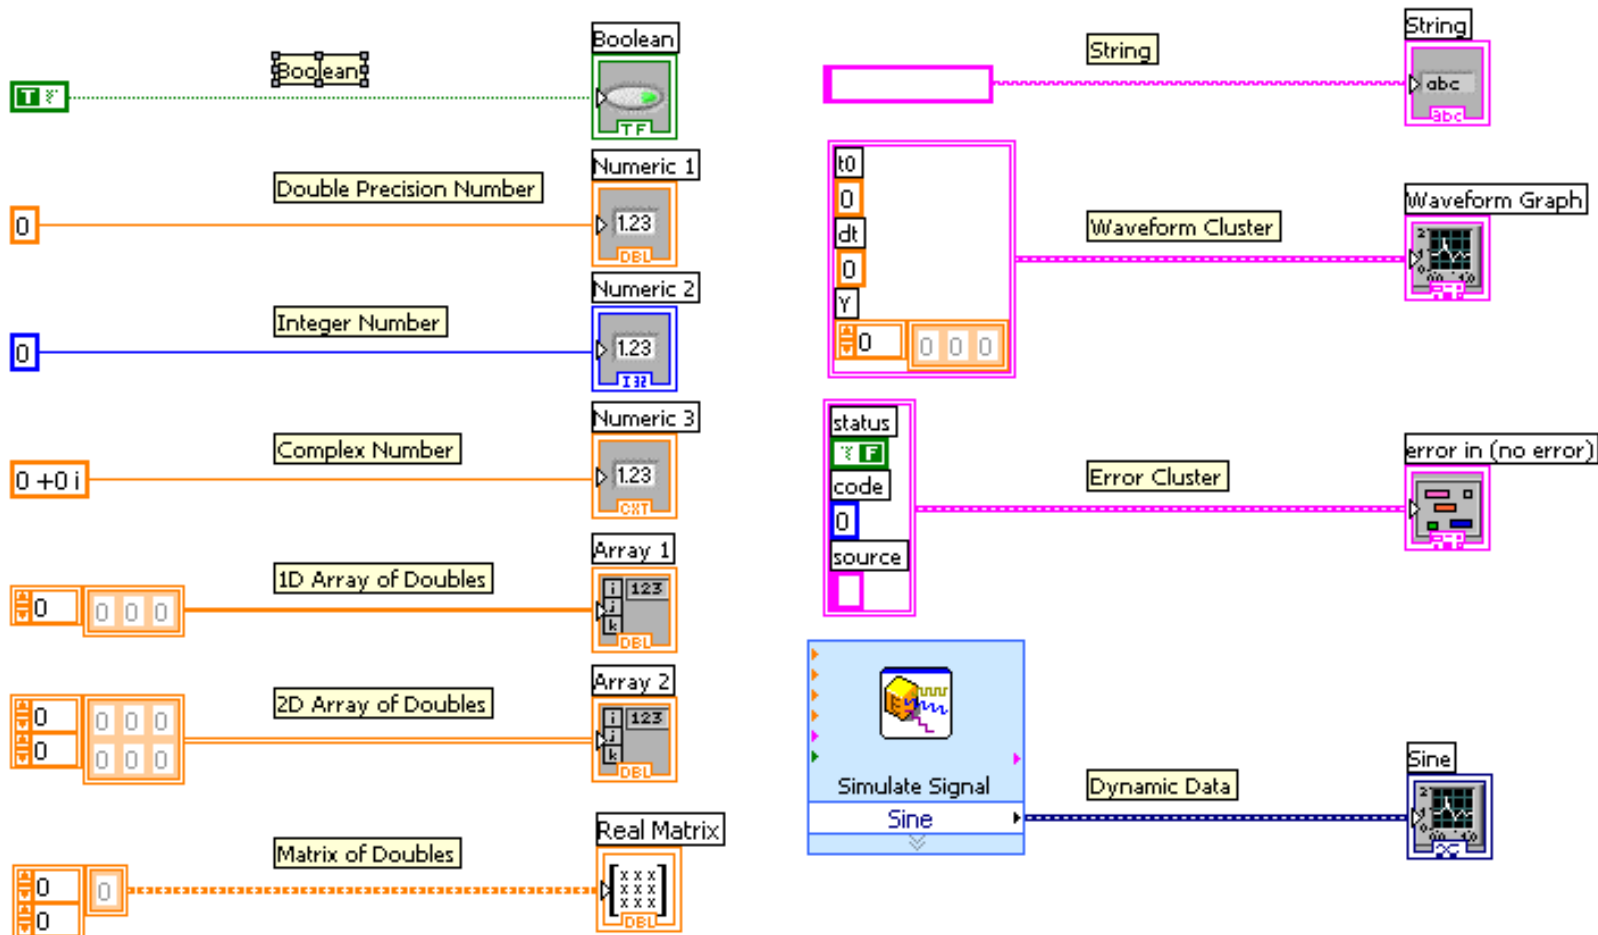 Boolean
Boolean
T
TF
Numeric 1
Double Precision Number
0
1.23
DBL
Numeric 2
Integer Number
0
1.23
I32
Numeric 3
Complex Number
0 +0 i
1.23
CXT
Array 1
1D Array of Doubles
0
0 0 0
i
j
k
123
DBL
Array 2
2D Array of Doubles
0
0
0 0 0
0 0 0
i
j
k
123
DBL
Real Matrix
Matrix of Doubles
0
0
0
x x x
x x x
x x x
x x x
DBL
String
String
abc
abc
t0
0
dt
0
Y
0
0 0 0
Waveform Cluster
Waveform Graph
status
F
code
0
source
Error Cluster
error in (no error)
Simulate Signal
Sine
Dynamic Data
Sine